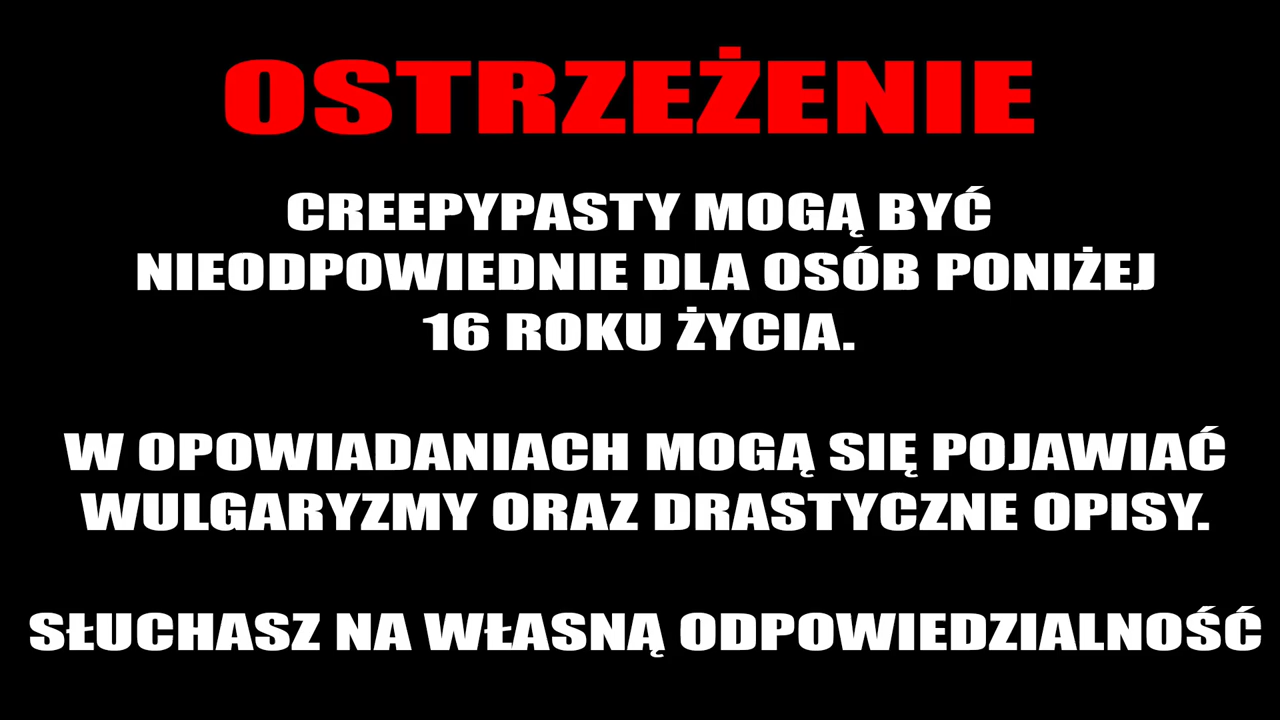 OSTRZEŻENIE
CREEPYPASTY MOGĄ BYĆ
NIEODPOWIEDNIE DLA OSÓB PONIŻEJ
16 ROKU ŻYCIA.
W OPOWIADANIACH MOGĄ SIĘ POJAWIAĆ
WULGARYZMY ORAZ DRASTYCZNE OPISY.
SŁUCHASZ NA WŁASNĄ ODPOWIEDZIALNOŚĆ